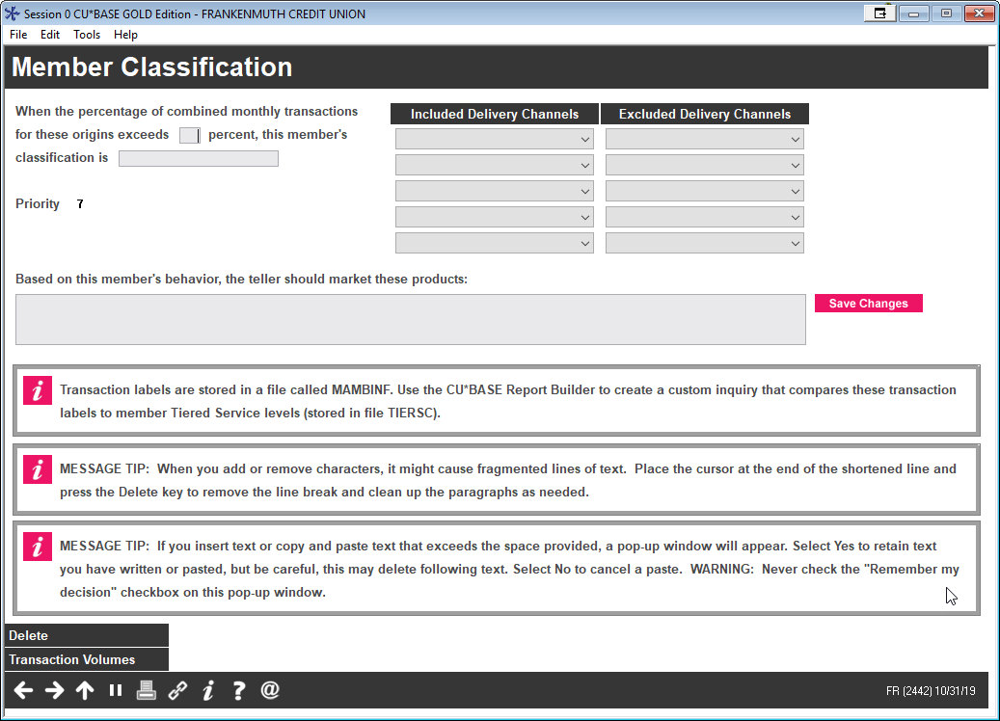 Session 0 CU*BASE GOLD Edition - FRANKENMUTH CREDIT UNION
File Edit Tools Help
Member Classification
When the percentage of combined monthly transactions
for these origins exceeds percent, this member's
classification is
Priority 7
Included Delivery Channels Excluded Delivery Channels
Based on this member's behavior, the teller should market these products:
Save Changes
Transaction labels are stored in a file called MAMBINF. Use the CU*BASE Report Builder to create a custom inquiry that compares these transaction
labels to member Tiered Service levels (stored in file TIERSC).
MESSAGE TIP: When you add or remove characters, it might cause fragmented lines of text. Place the cursor at the end of the shortened line and
press the Delete key to remove the line break and clean up the paragraphs as needed.
MESSAGE TIP: If you insert text or copy and paste text that exceeds the space provided, a pop-up window will appear. Select Yes to retain text
you have written or pasted, but be careful, this may delete following text. Select No to cancel a paste. WARNING: Never check the "Remember my
decision" checkbox on this pop-up window.
Delete
Transaction Volumes
FR (2442) 10/31/19